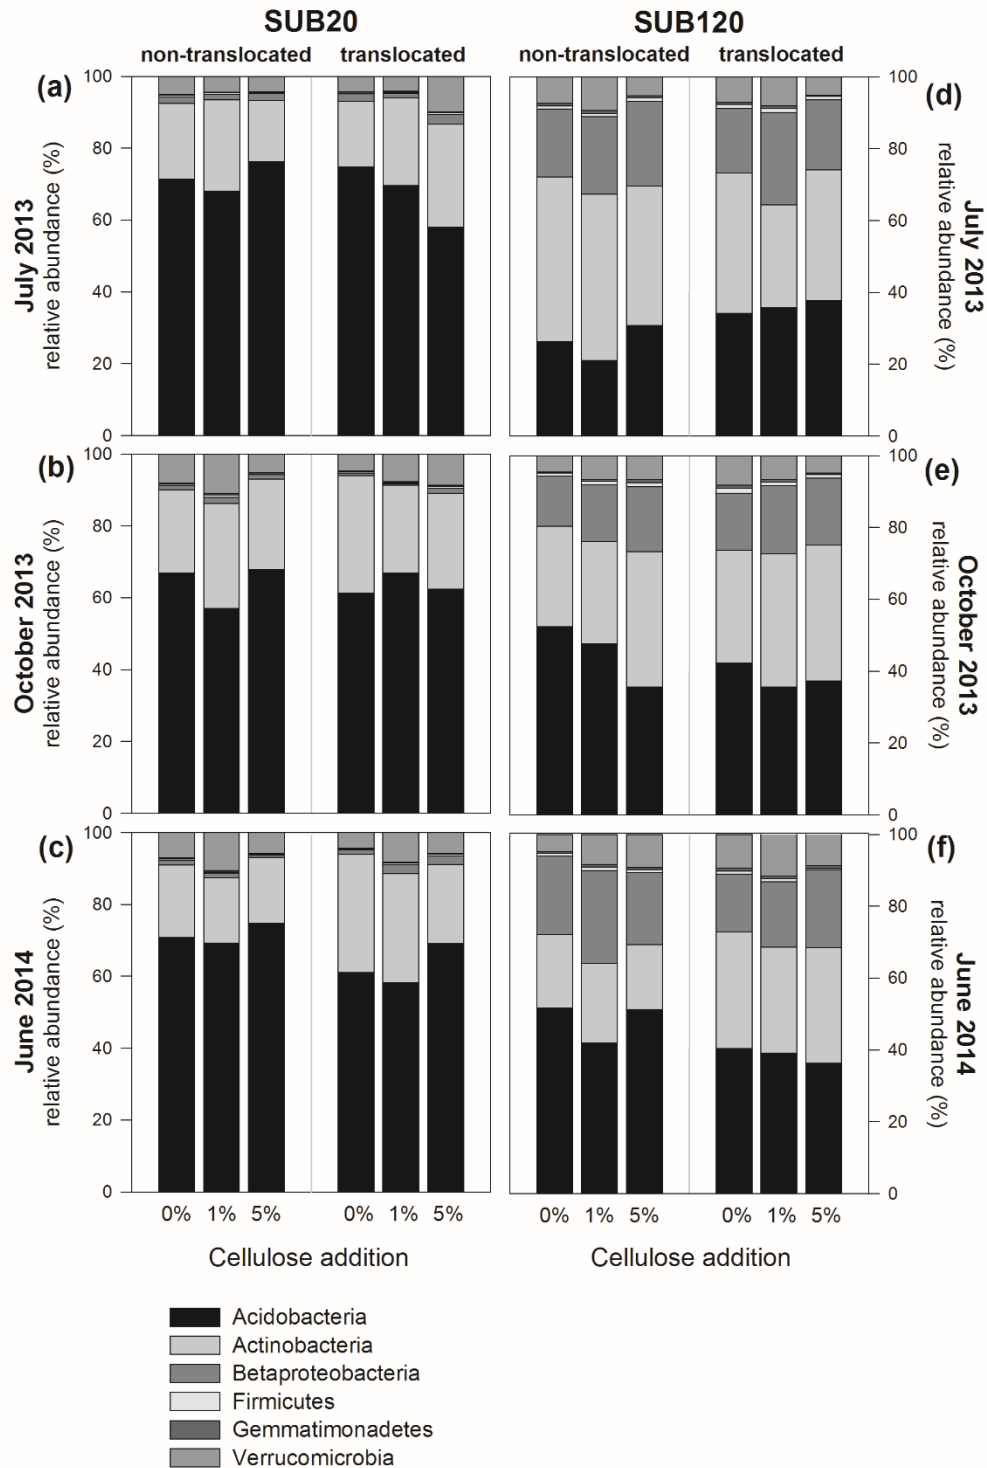 SUB20 SUB120
non-translocated translocated non-translocated translocated
(a) (d)
100 80 60 40 20 0
July 2013
relative abundance (%)
100 80 60 40 20 0
July 2013
relative abundance (%)
(b) (e)
100 80 60 40 20 0
October 2013
relative abundance (%)
100 80 60 40 20 0
October 2013
relative abundance (%)
(c) (f)
100 80 60 40 20 0
June 2014
relative abundance (%)
100 80 60 40 20 0
June 2014
relative abundance (%)
0% 1% 5% 0% 1% 5% 0% 1% 5% 0% 1% 5%
Cellulose addition Cellulose addition
Acidobacteria
Actinobacteria
Betaproteobacteria
Firmicutes
Gemmatimonadetes
Verrucomicrobia